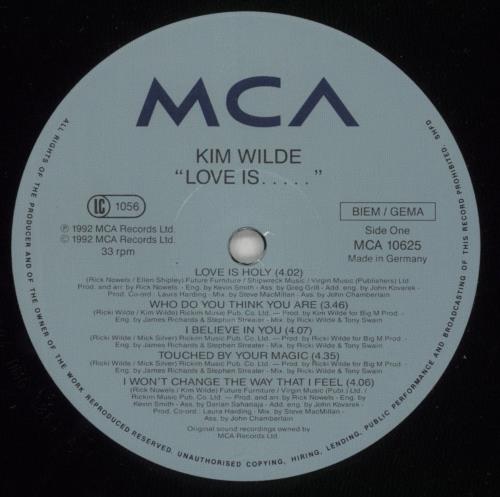 MCA
KIM WILDE
"LOVE IS....."
LC 1056
℗ 1992 MCA Records Ltd.
© 1992 MCA Records Ltd.
33 rpm
BIEM / GEMA
Side One
MCA 10625
Made in Germany
LOVE IS HOLY (4.02)
(Rick Nowels / Ellen Shipley) Future Furniture / Shipwreck Music / Virgin Music (Publishers) Ltd
Prod. and arr. by Rick Nowels - Eng. by Kevin Smith - Ass by Greg Grill - Add. eng. by John Kovarek -
Prod. Co-ord : Laura Harding - Mix. by Steve MacMillan - Ass by John Chamberlain
WHO DO YOU THINK YOU ARE (3.46)
(Ricki Wilde / Kim Wilde) Rickim Music Pub. Co. Ltd. — Prod. by Kim Wilde for Big M Prod. -
Eng. by James Richards & Stephen Streater - Mix by Ricki Wilde & Tony Swain
I BELIEVE IN YOU (4.07)
(Ricki Wilde / Mick Silver) Rickim Music Pub. Co. Ltd. — Prod. by Ricki Wilde for Big M Prod. -
Eng. by James Richards & Stephen Streater - Mix. by Ricki Wilde & Tony Swain
TOUCHED BY YOUR MAGIC (4.35)
(Ricki Wilde / Mick Silver) Rickim Music Pub. Co. Ltd. — Prod. by Ricki Wilde for Big M Prod. -
Eng. by James Richards & Stephen Streater - Mix. by Ricki Wilde & Tony Swain
I WON'T CHANGE THE WAY THAT I FEEL (4.06)
(Rick Nowels / Kim Wilde) Future Furniture / Virgin Music (Pub.) Ltd. /
Rickim Music Pub. Co. Ltd. — Prod. and arr. by Rick Nowels - Eng. by
Kevin Smith - Ass. by Darian Sahanaja - Add. eng. by John Kovarek -
Prod. Co-ord : Laura Harding - Mix. by Steve MacMillan -
Ass. by John Chamberlain
Original sound recordings owned by
MCA Records Ltd.
ALL RIGHTS OF THE PRODUCER AND OF THE OWNER OF THE WORK REPRODUCED RESERVED. UNAUTHORISED COPYING, HIRING, LENDING, PUBLIC PERFORMANCE AND BROADCASTING OF THIS RECORD PROHIBITED. SHFD